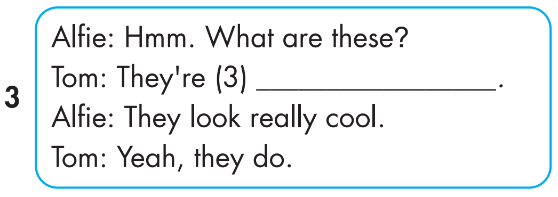 3
Alfie: Hmm. What are these?
Tom: They're (3) _________________.
Alfie: They look really cool.
Tom: Yeah, they do.